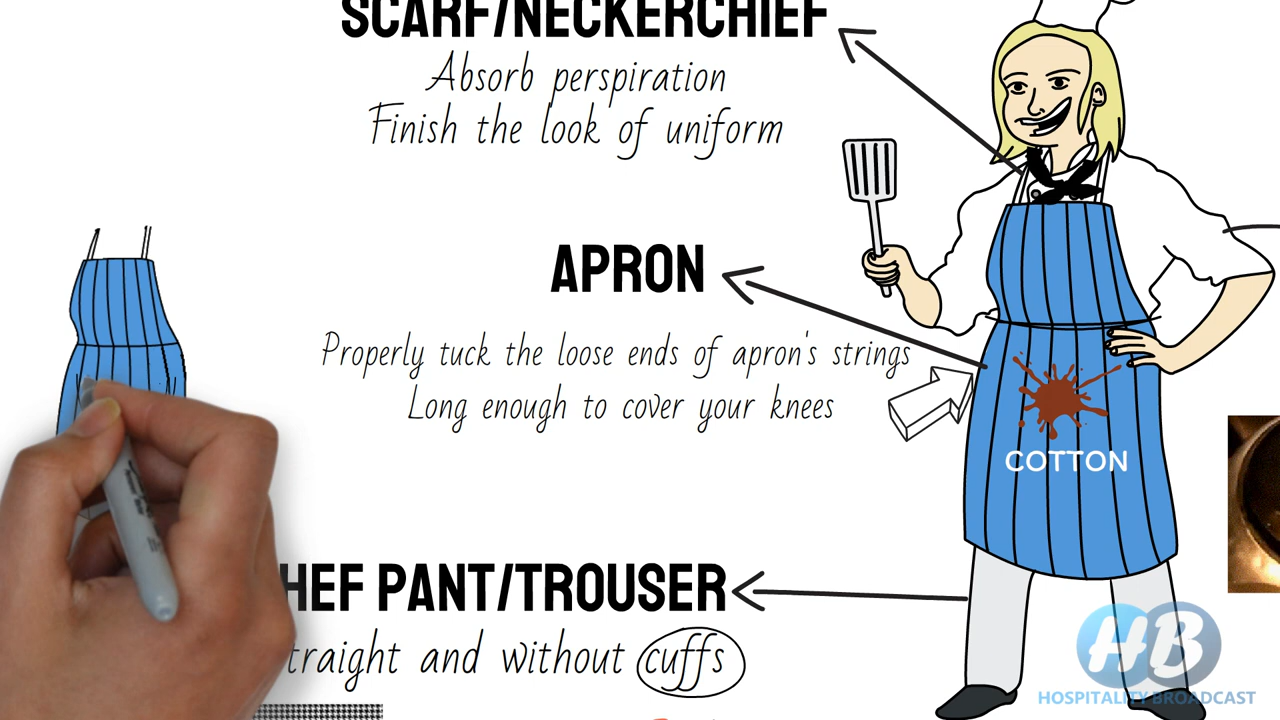 SCARF/NECKERCHIEF
Absorb perspiration
Finish the look of uniform
APRON
Properly tuck the loose ends of apron's strings
Long enough to cover your knees
COTTON
HEF PANT/TROUSER
traight and without cuffs
HB
HOSPITALITY BROADCAST